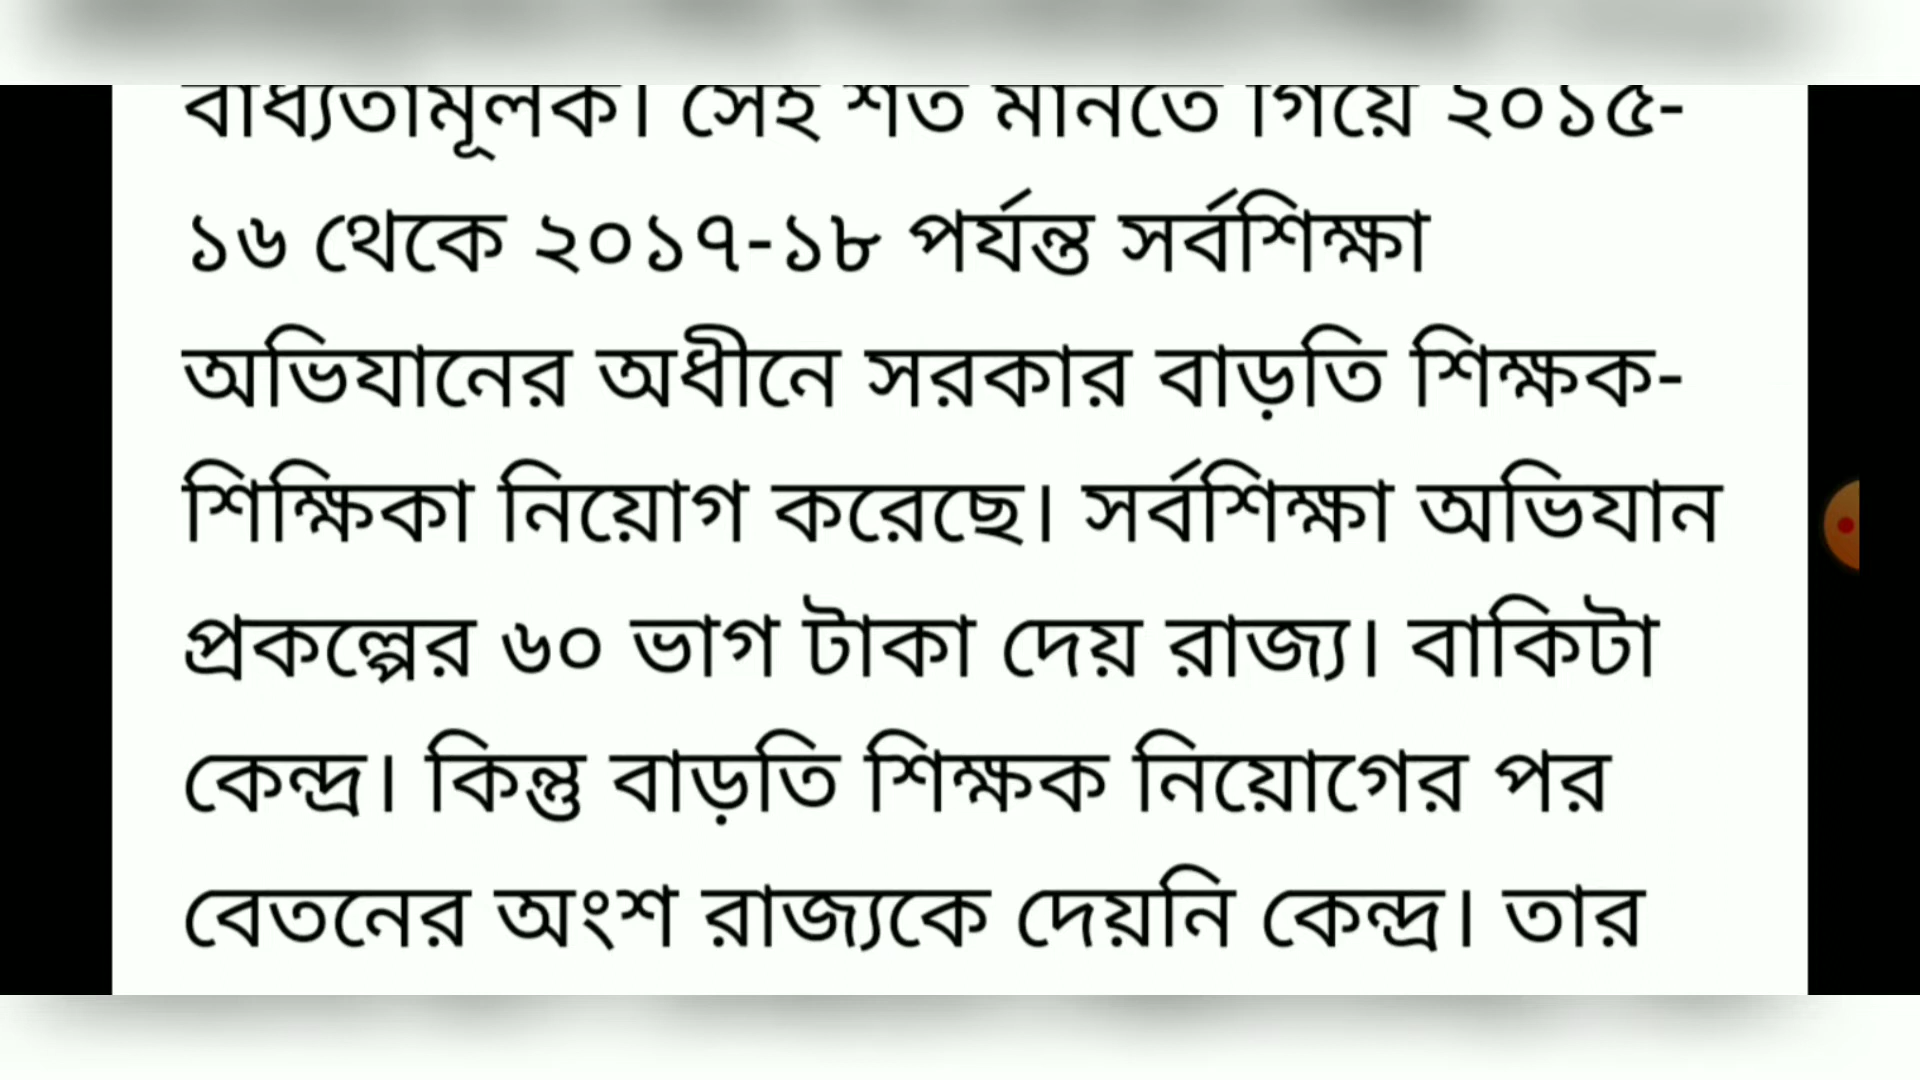 বাধ্যতামূলক। সেই শর্ত মানতে গিয়ে ২০১৫-
১৬ থেকে ২০১৭-১৮ পর্যন্ত সর্বশিক্ষা
অভিযানের অধীনে সরকার বাড়তি শিক্ষক-
শিক্ষিকা নিয়োগ করেছে। সর্বশিক্ষা অভিযান
প্রকল্পের ৬০ ভাগ টাকা দেয় রাজ্য। বাকিটা
কেন্দ্র। কিন্তু বাড়তি শিক্ষক নিয়োগের পর
বেতনের অংশ রাজ্যকে দেয়নি কেন্দ্র। তার